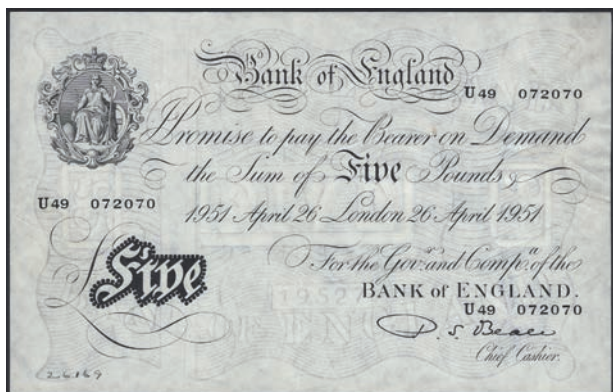 Bank of England
U49 072070
I Promise to pay the Bearer on Demand
the Sum of Five Pounds
U49 072070
1951 April 26 London 26 April 1951
For the Gov.r and Comp.a of the
£Five
BANK of ENGLAND.
U49 072070
P. S. Beale
Chief Cashier.
26169